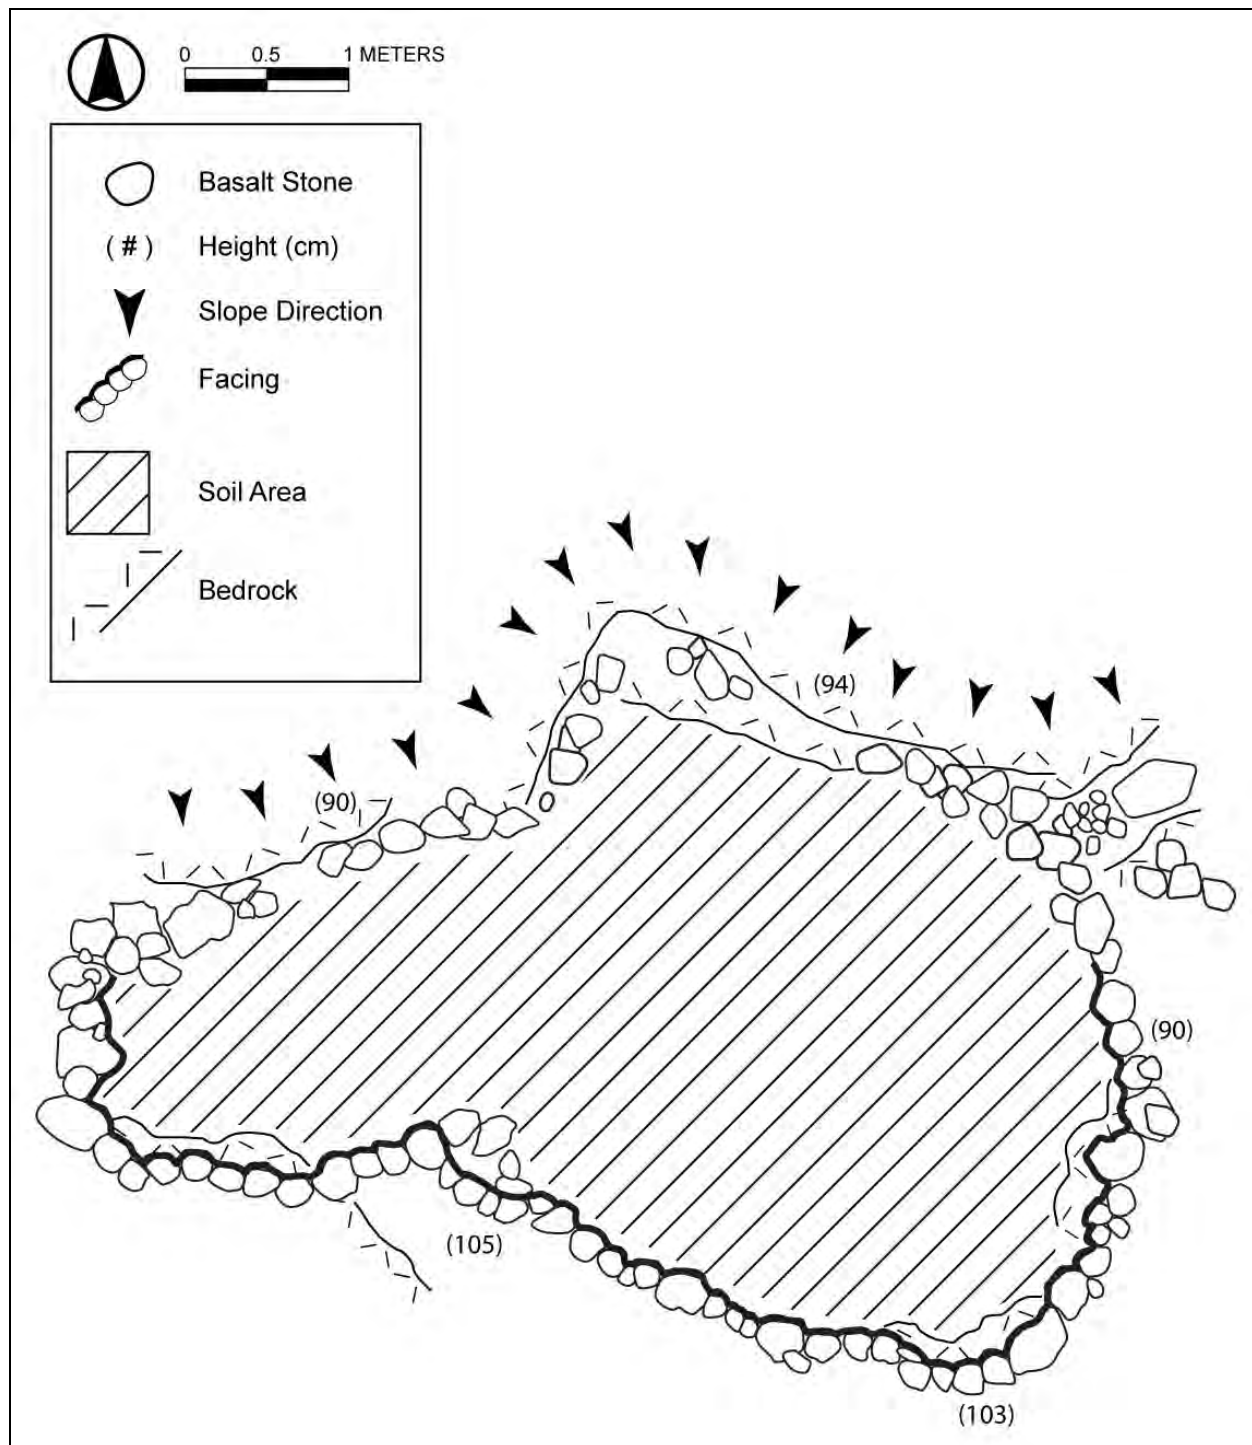 0 0.5 1 METERS
Basalt Stone
( # ) Height (cm)
Slope Direction
Facing
Soil Area
Bedrock
(94)
(90)
(90)
(105)
(103)